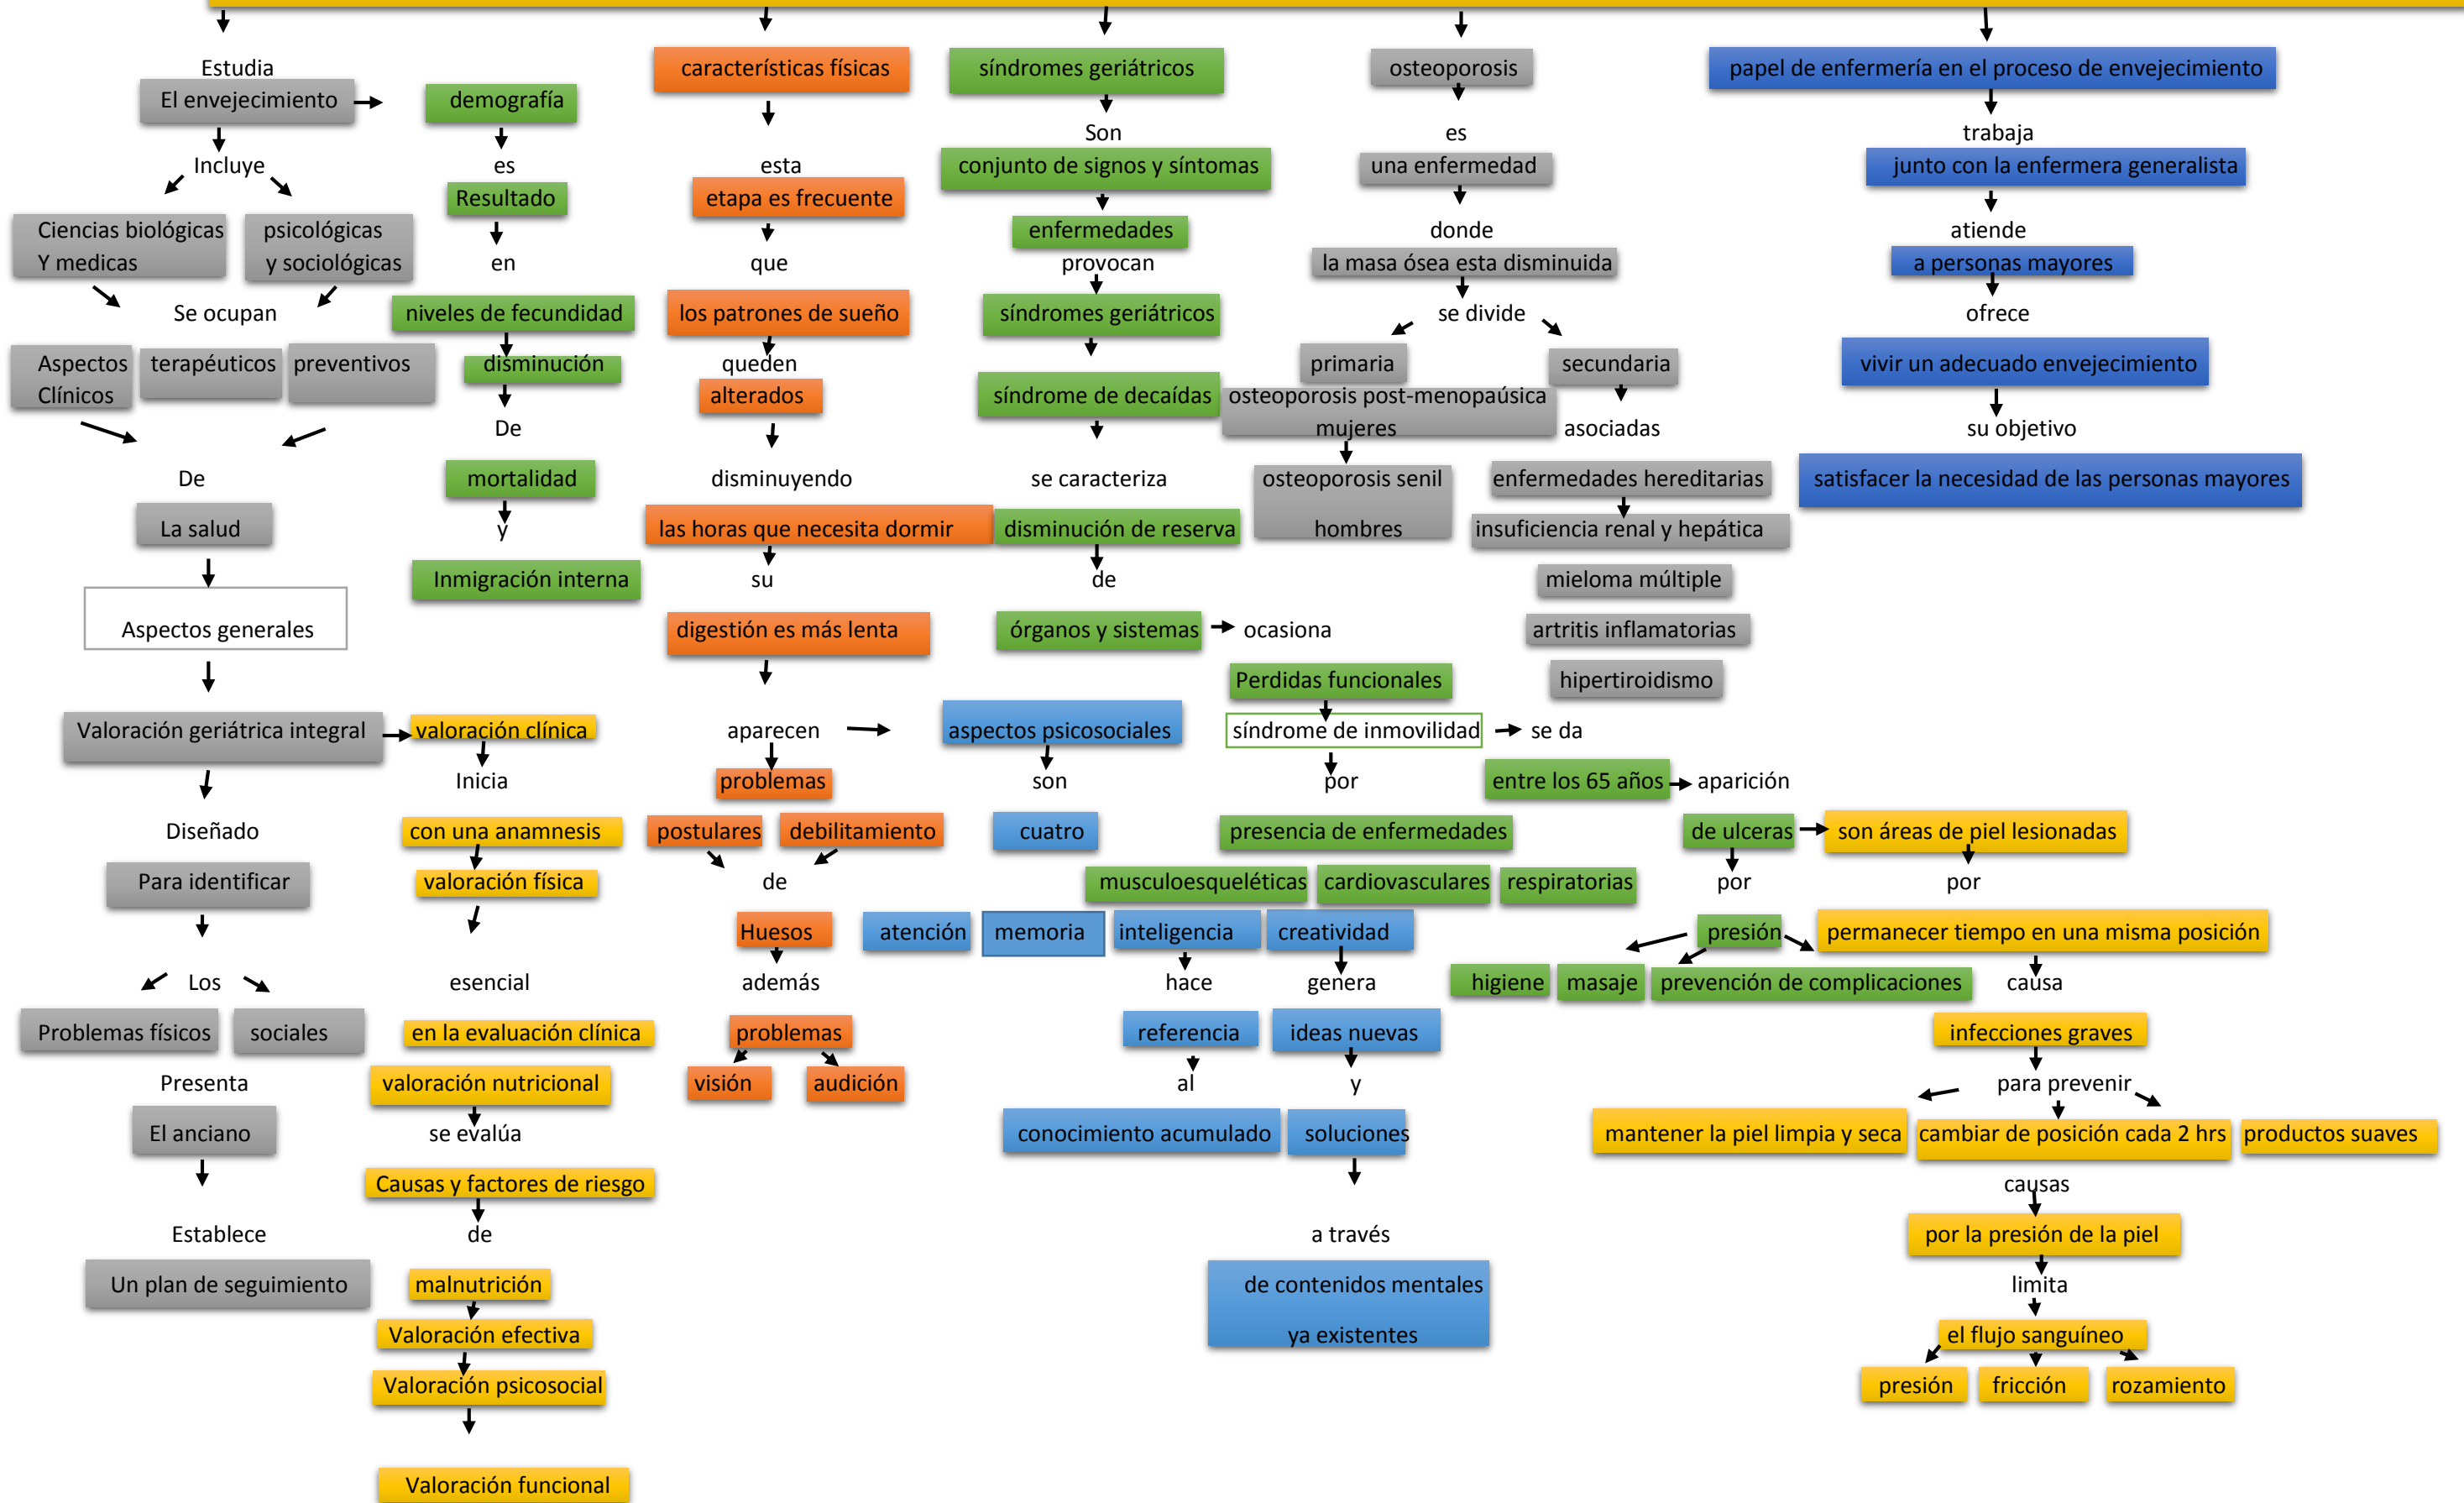 Estudia
El envejecimiento
Incluye
Ciencias biológicas
Y medicas
psicológicas
y sociológicas
Se ocupan
Aspectos
Clínicos
terapéuticos
preventivos
De
La salud
Aspectos generales
Valoración geriátrica integral
Diseñado
Para identificar
Los
Problemas físicos
sociales
Presenta
El anciano
Establece
Un plan de seguimiento
demografía
es
Resultado
en
niveles de fecundidad
disminución
De
mortalidad
y
Inmigración interna
valoración clínica
Inicia
con una anamnesis
valoración física
esencial
en la evaluación clínica
valoración nutricional
se evalúa
Causas y factores de riesgo
de
malnutrición
Valoración efectiva
Valoración psicosocial
Valoración funcional
características físicas
esta
etapa es frecuente
que
los patrones de sueño
queden
alterados
disminuyendo
las horas que necesita dormir
su
digestión es más lenta
aparecen
problemas
postulares
debilitamiento
de
Huesos
además
problemas
visión
audición
aspectos psicosociales
son
cuatro
atención
memoria
inteligencia
creatividad
hace
genera
referencia
ideas nuevas
al
y
conocimiento acumulado
soluciones
a través
de contenidos mentales
ya existentes
síndromes geriátricos
Son
conjunto de signos y síntomas
enfermedades
provocan
síndromes geriátricos
síndrome de decaídas
se caracteriza
disminución de reserva
de
órganos y sistemas
ocasiona
Perdidas funcionales
síndrome de inmovilidad
se da
por
entre los 65 años
aparición
presencia de enfermedades
musculoesqueléticas
cardiovasculares
respiratorias
de ulceras
por
presión
higiene
masaje
prevención de complicaciones
son áreas de piel lesionadas
por
permanecer tiempo en una misma posición
causa
infecciones graves
para prevenir
mantener la piel limpia y seca
cambiar de posición cada 2 hrs
productos suaves
causas
por la presión de la piel
limita
el flujo sanguíneo
presión
fricción
rozamiento
osteoporosis
es
una enfermedad
donde
la masa ósea esta disminuida
se divide
primaria
secundaria
osteoporosis post-menopaúsica
mujeres
asociadas
osteoporosis senil
hombres
enfermedades hereditarias
insuficiencia renal y hepática
mieloma múltiple
artritis inflamatorias
hipertiroidismo
papel de enfermería en el proceso de envejecimiento
trabaja
junto con la enfermera generalista
atiende
a personas mayores
ofrece
vivir un adecuado envejecimiento
su objetivo
satisfacer la necesidad de las personas mayores